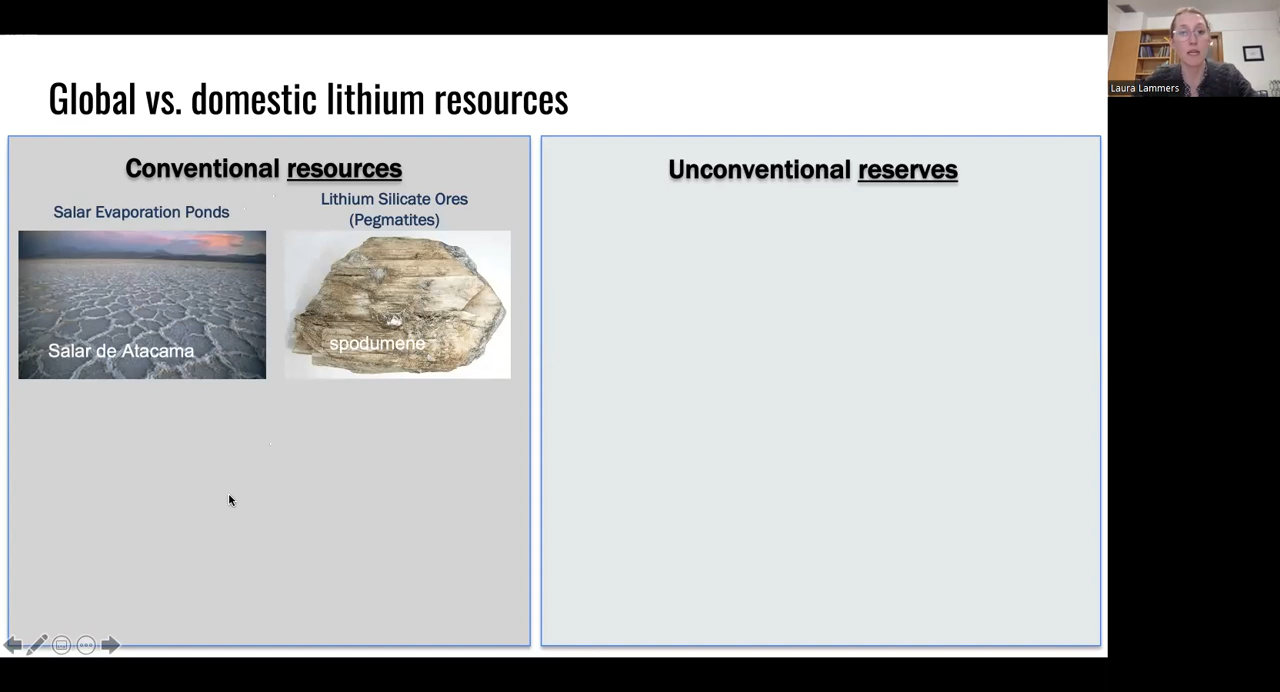 Global vs. domestic lithium resources
Conventional resources
Salar Evaporation Ponds
Lithium Silicate Ores
(Pegmatites)
Salar de Atacama
spodumene
Unconventional reserves
Laura Lammers